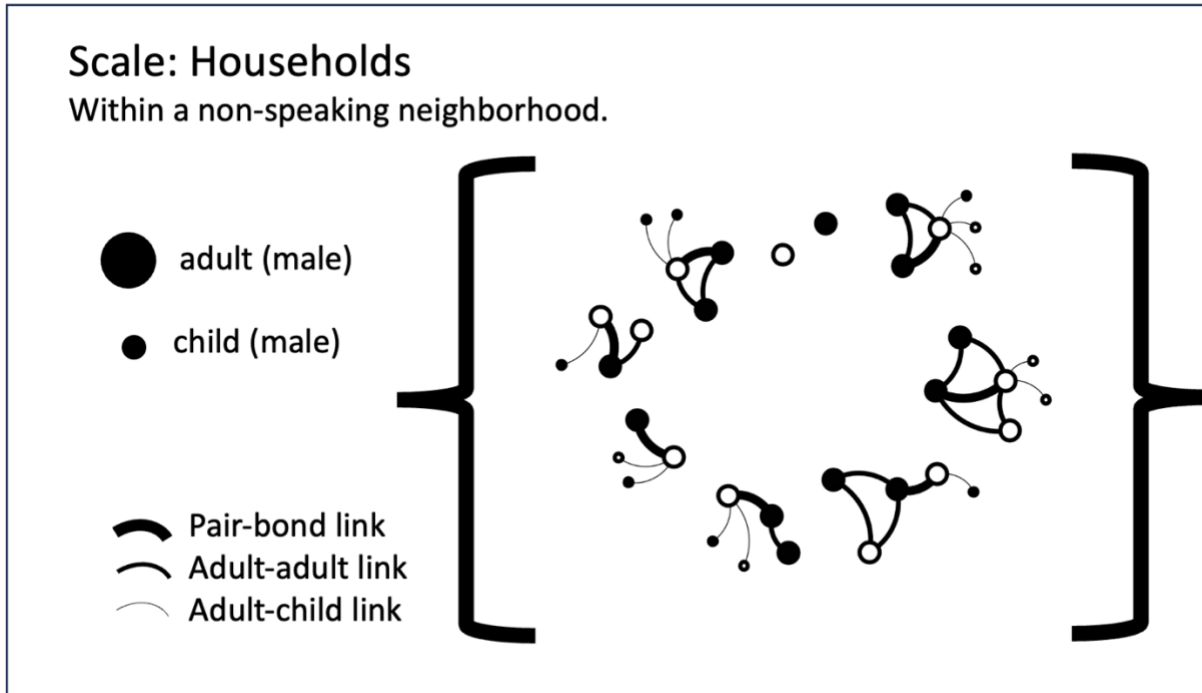 Scale: Households
Within a non-speaking neighborhood.
adult (male)
child (male)
Pair-bond link
Adult-adult link
Adult-child link